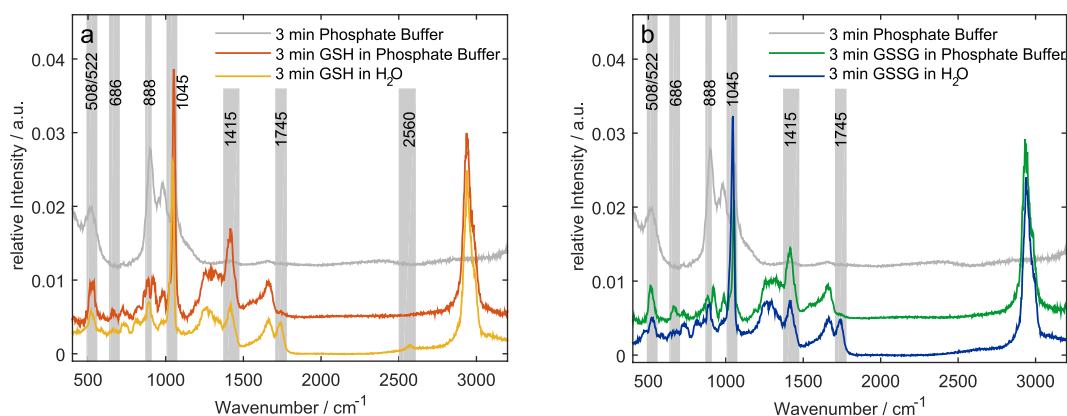 a
3 min Phosphate Buffer
3 min GSH in Phosphate Buffer
3 min GSH in H2O
508/522
686
888
1045
1415
1745
2560
0.04
0.03
0.02
0.01
0
relative Intensity / a.u.
500
1000
1500
2000
2500
3000
Wavenumber / cm-1
b
3 min Phosphate Buffer
3 min GSSG in Phosphate Buffer
3 min GSSG in H2O
508/522
686
888
1045
1415
1745
0.04
0.03
0.02
0.01
0
relative Intensity / a.u.
500
1000
1500
2000
2500
3000
Wavenumber / cm-1